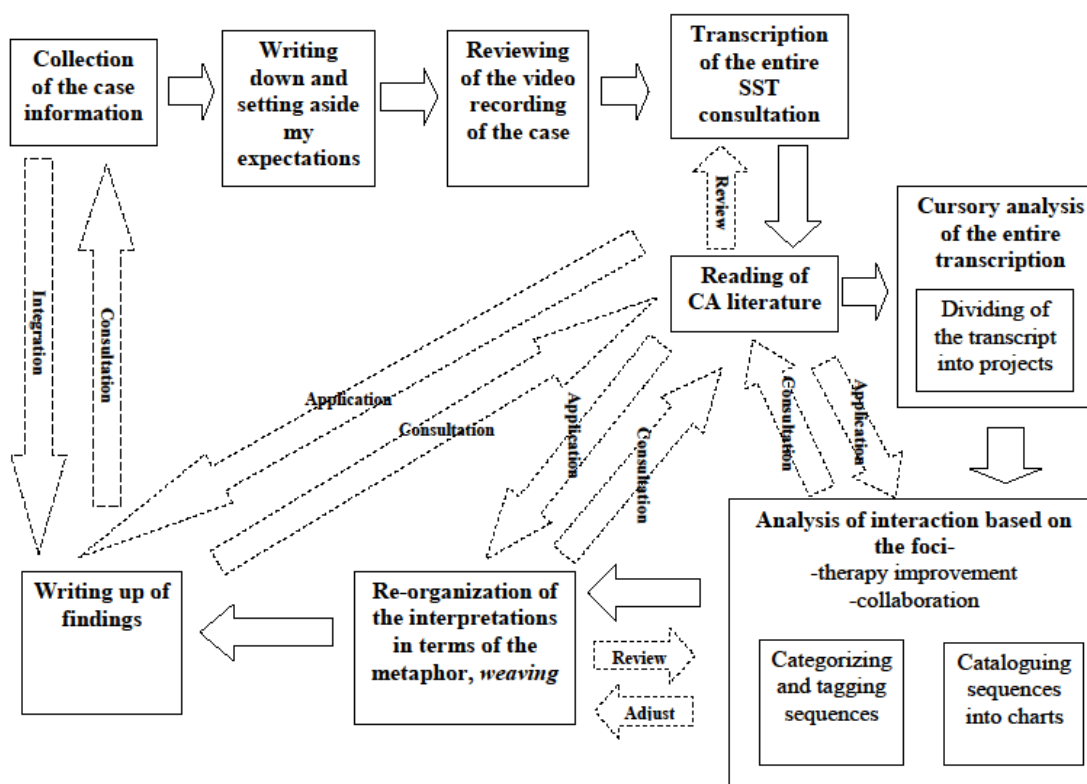 Collection
of the case
information
Writing
down and
setting aside
my
expectations
Reviewing
of the video
recording
of the case
Transcription
of the entire
SST
consultation
Review
Cursory analysis
of the entire
transcription
Dividing of
the transcript
into projects
Reading of
CA literature
Integration
Consultation
Application
Consultation
Application
Consultation
Consultation
Application
Analysis of interaction based on
the foci-
-therapy improvement
-collaboration
Categorizing
and tagging
sequences
Cataloguing
sequences
into charts
Re-organization
of the interpretations
in terms of the
metaphor, weaving
Review
Adjust
Writing up of
findings